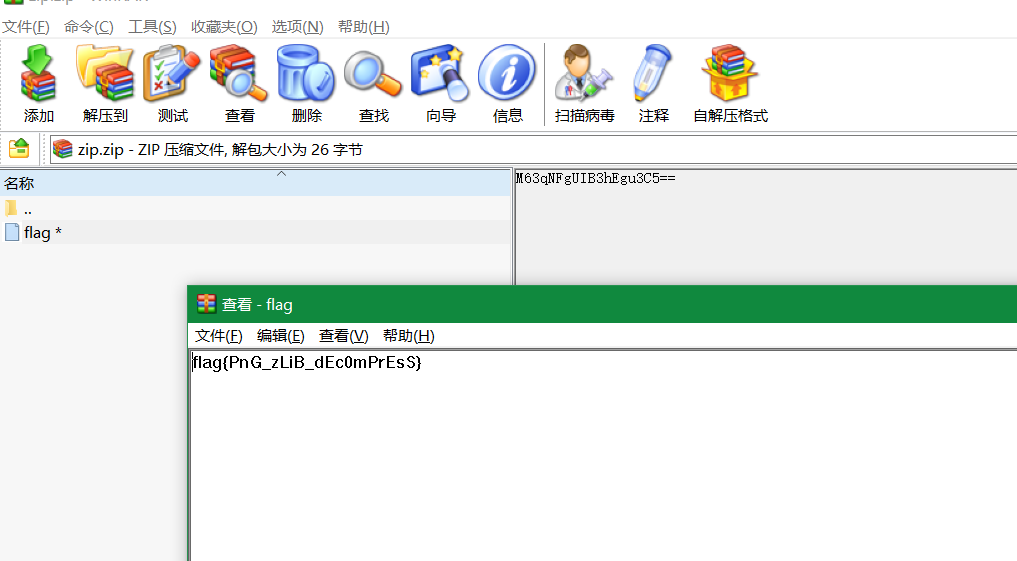 文件(F) 命令(C) 工具(S) 收藏夹(O) 选项(N) 帮助(H)
添加 解压到 测试 查看 删除 查找 向导 信息 扫描病毒 注释 自解压格式
zip.zip - ZIP 压缩文件, 解包大小为 26 字节
名称
M63qNFgUIB3hEgu3C5==
..
flag *
查看 - flag
文件(F) 编辑(E) 查看(V) 帮助(H)
flag{PnG_zLiB_dEc0mPrEsS}